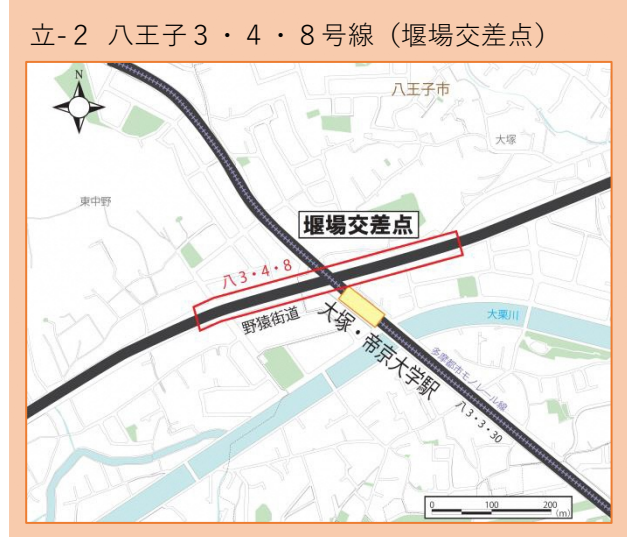 立-2 八王子3・4・8号線（堰場交差点）
N
八王子市
大塚
東中野
堰場交差点
八3・4・8
野猿街道
大栗川
大塚・帝京大学駅
多摩都市モノレール線
八3・3・30
0 100 200
(m)